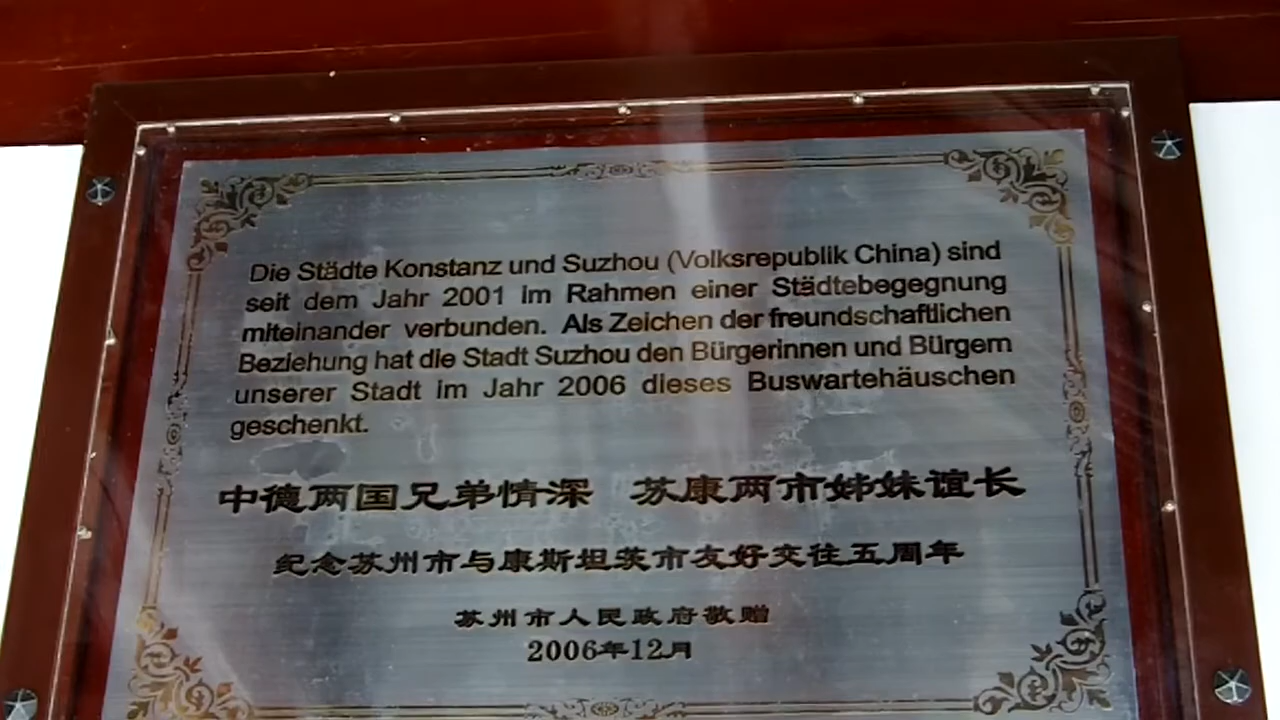 Die Städte Konstanz und Suzhou (Volksrepublik China) sind
seit dem Jahr 2001 im Rahmen einer Städtebegegnung
miteinander verbunden. Als Zeichen der freundschaftlichen
Beziehung hat die Stadt Suzhou den Bürgerinnen und Bürgern
unserer Stadt im Jahr 2006 dieses Buswartehäuschen
geschenkt.
中德两国兄弟情深 苏康两市姊妹谊长
纪念苏州市与康斯坦茨市友好交往五周年
苏州市人民政府敬赠
2006年12月